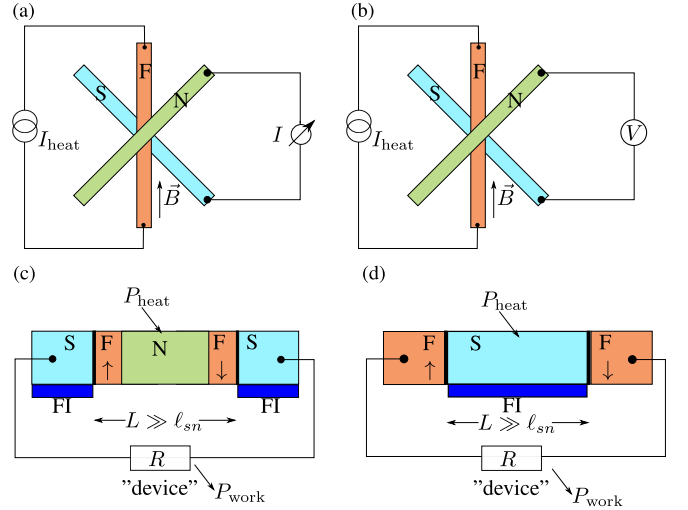 (a)
(b)
F
F
S
N
S
N
I_heat
I
I_heat
V
B⃗
B⃗
(c)
(d)
P_heat
P_heat
S
F
N
F
S
F
S
F
↑
↓
↑
↓
FI
FI
FI
L ≫ ℓ_sn
L ≫ ℓ_sn
R
R
"device"
"device"
P_work
P_work